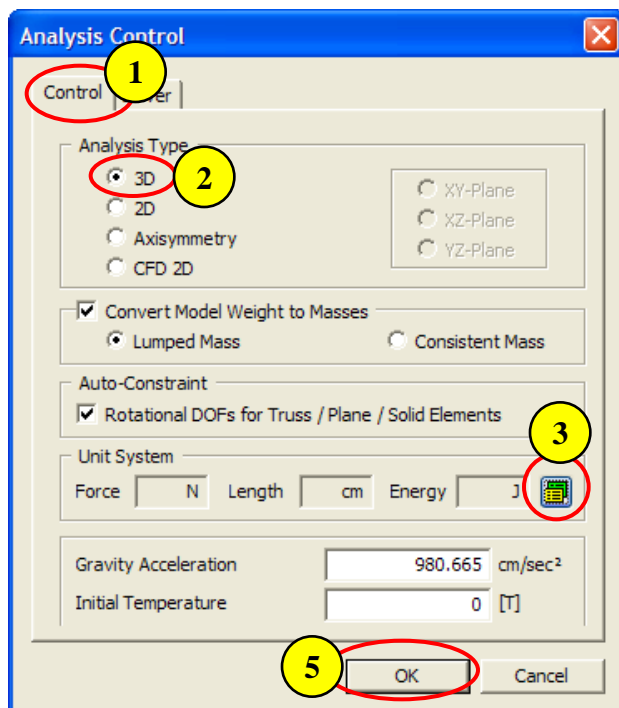 Analysis Control
1
Control
Analysis Type
3D
2
2D
Axisymmetry
CFD 2D
XY-Plane
XZ-Plane
YZ-Plane
Convert Model Weight to Masses
Lumped Mass Consistent Mass
Auto-Constraint
Rotational DOFs for Truss / Plane / Solid Elements
3
Unit System
Force N Length cm Energy J
Gravity Acceleration 980.665 cm/sec²
Initial Temperature 0 [T]
5
OK Cancel